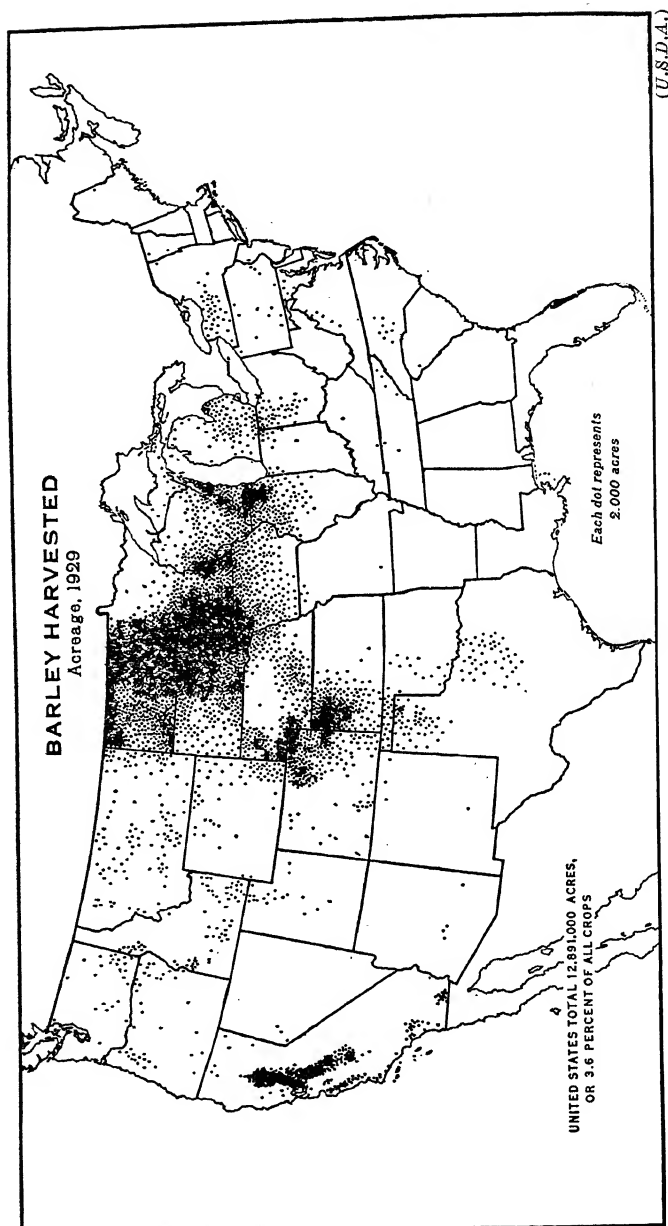 BARLEY HARVESTED
Acreage, 1929
Each dot represents
2,000 acres
UNITED STATES TOTAL 12,891,000 ACRES,
OR 3.6 PERCENT OF ALL CROPS
(U.S.D.A.)